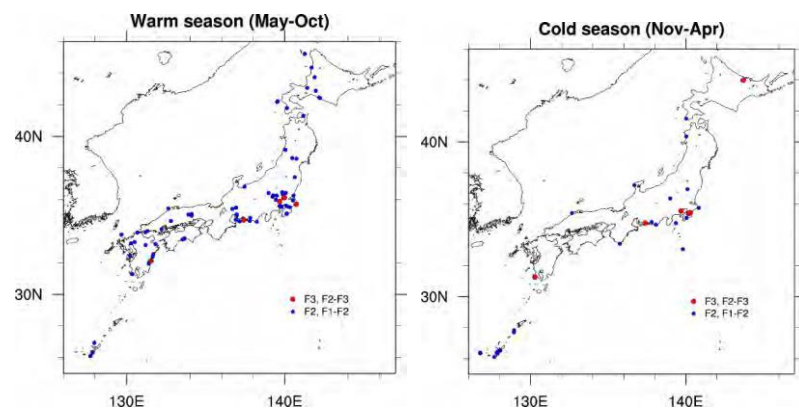 Warm season (May-Oct)
40N
30N
130E
140E
F3, F2-F3
F2, F1-F2
Cold season (Nov-Apr)
40N
30N
130E
140E
F3, F2-F3
F2, F1-F2